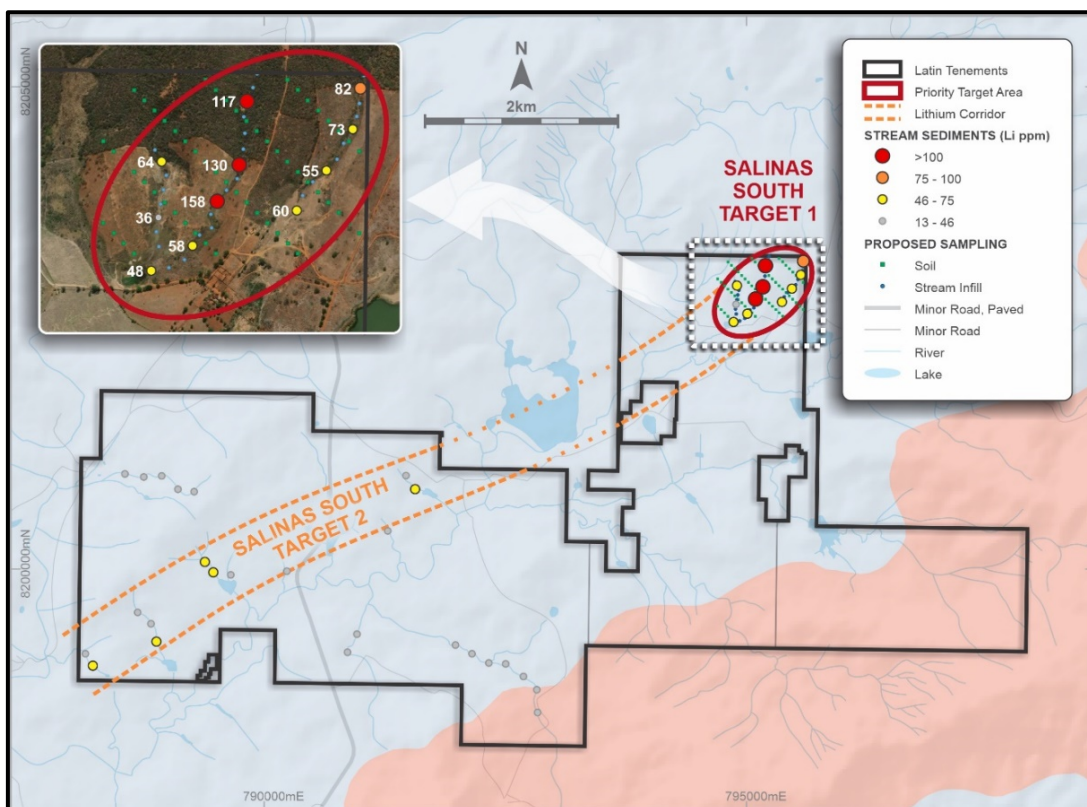 8205000mN
8200000mN
790000mE
795000mE
N
2km
117
82
73
64
130
55
158
36
60
58
48
SALINAS
SOUTH
TARGET 1
SALINAS SOUTH
TARGET 2
Latin Tenements
Priority Target Area
Lithium Corridor
STREAM SEDIMENTS (Li ppm)
>100
75 - 100
46 - 75
13 - 46
PROPOSED SAMPLING
Soil
Stream Infill
Minor Road, Paved
Minor Road
River
Lake